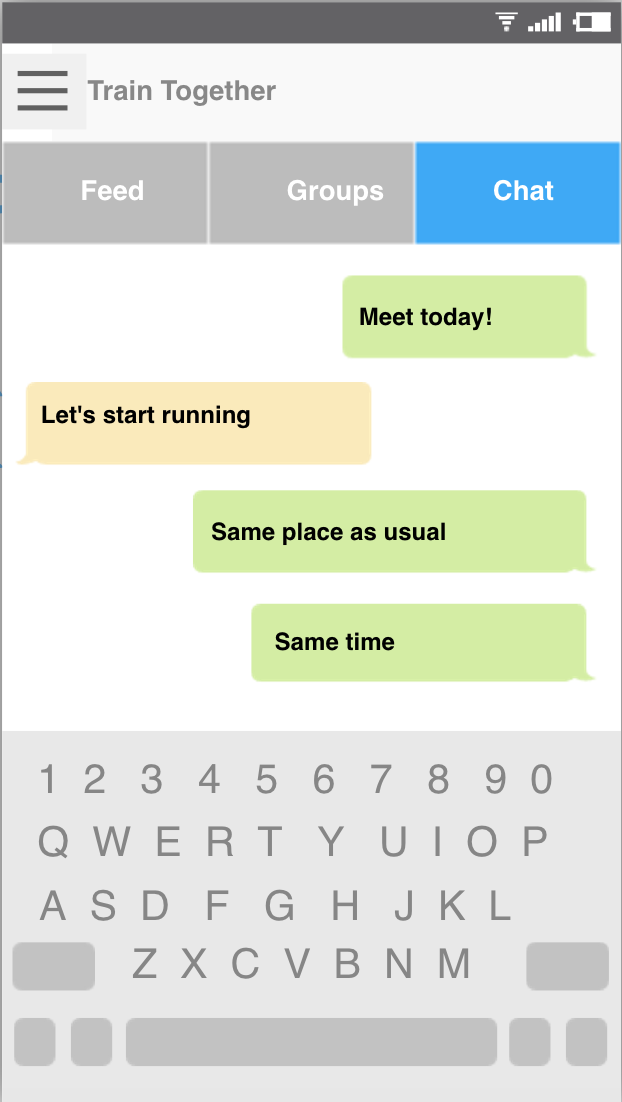 Train Together
Feed Groups Chat
Meet today!
Let's start running
Same place as usual
Same time
1 2 3 4 5 6 7 8 9 0
Q W E R T Y U I O P
A S D F G H J K L
Z X C V B N M